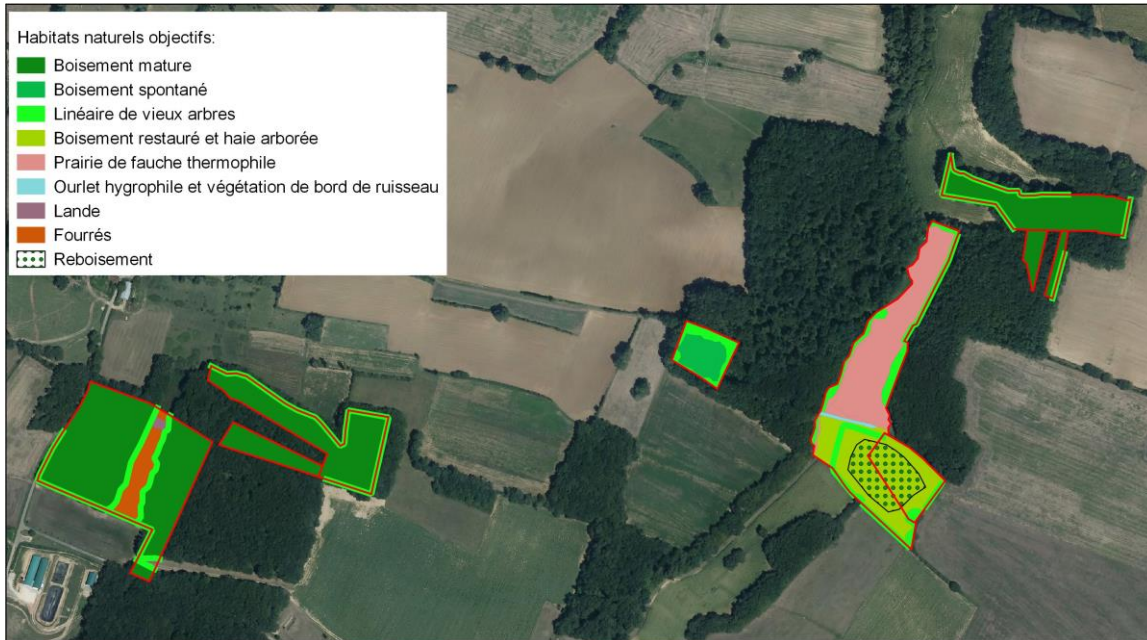 Habitats naturels objectifs:
Boisement mature
Boisement spontané
Linéaire de vieux arbres
Boisement restauré et haie arborée
Prairie de fauche thermophile
Ourlet hygrophile et végétation de bord de ruisseau
Lande
Fourrés
Reboisement